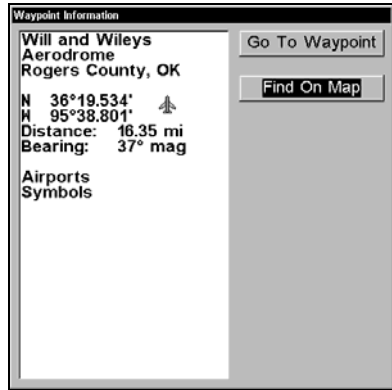 Waypoint Information
Will and Wileys
Aerodrome
Rogers County, OK
N 36°19.534'
W 95°38.801'
Distance: 16.35 mi
Bearing: 37° mag
Airports
Symbols
Go To Waypoint
Find On Map